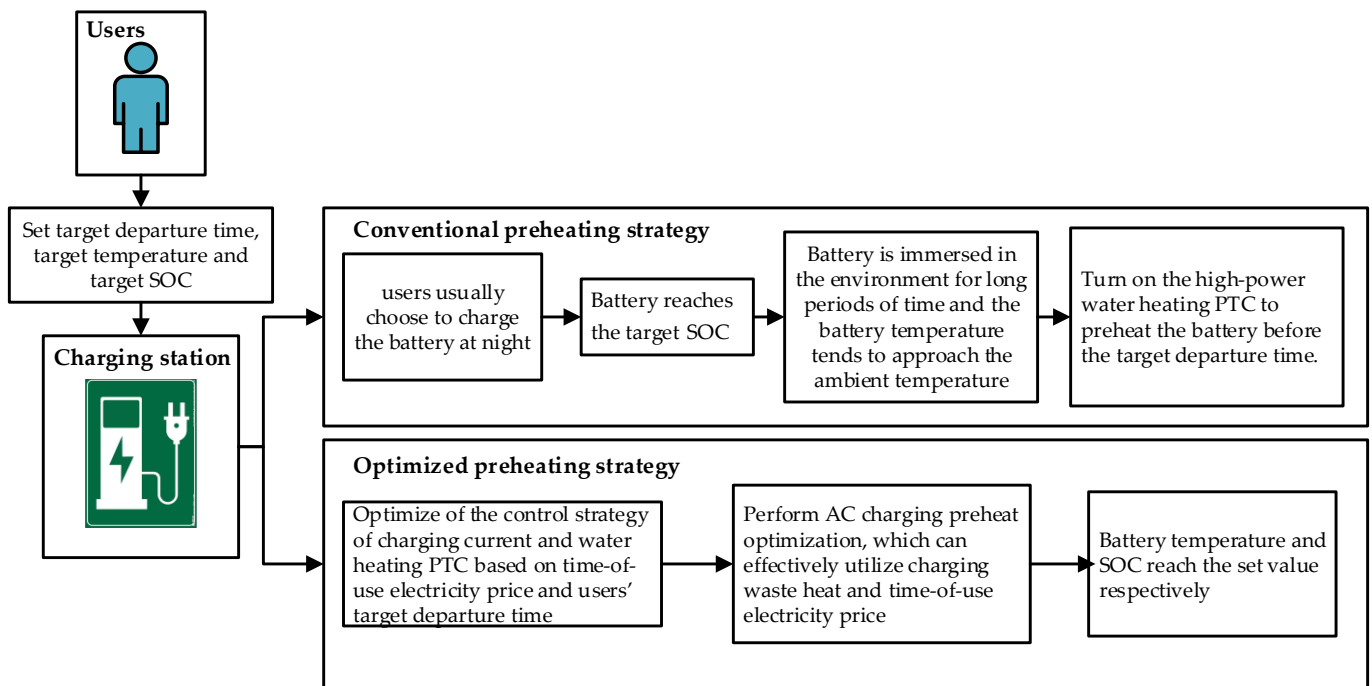 Users
Set target departure time,
target temperature and
target SOC
Charging station
Conventional preheating strategy
users usually
choose to charge
the battery at night
Battery reaches
the target SOC
Battery is immersed in
the environment for long
periods of time and the
battery temperature
tends to approach the
ambient temperature
Turn on the high-power
water heating PTC to
preheat the battery before
the target departure time.
Optimized preheating strategy
Optimize of the control strategy
of charging current and water
heating PTC based on time-of-
use electricity price and users’
target departure time
Perform AC charging preheat
optimization, which can
effectively utilize charging
waste heat and time-of-use
electricity price
Battery temperature and
SOC reach the set value
respectively